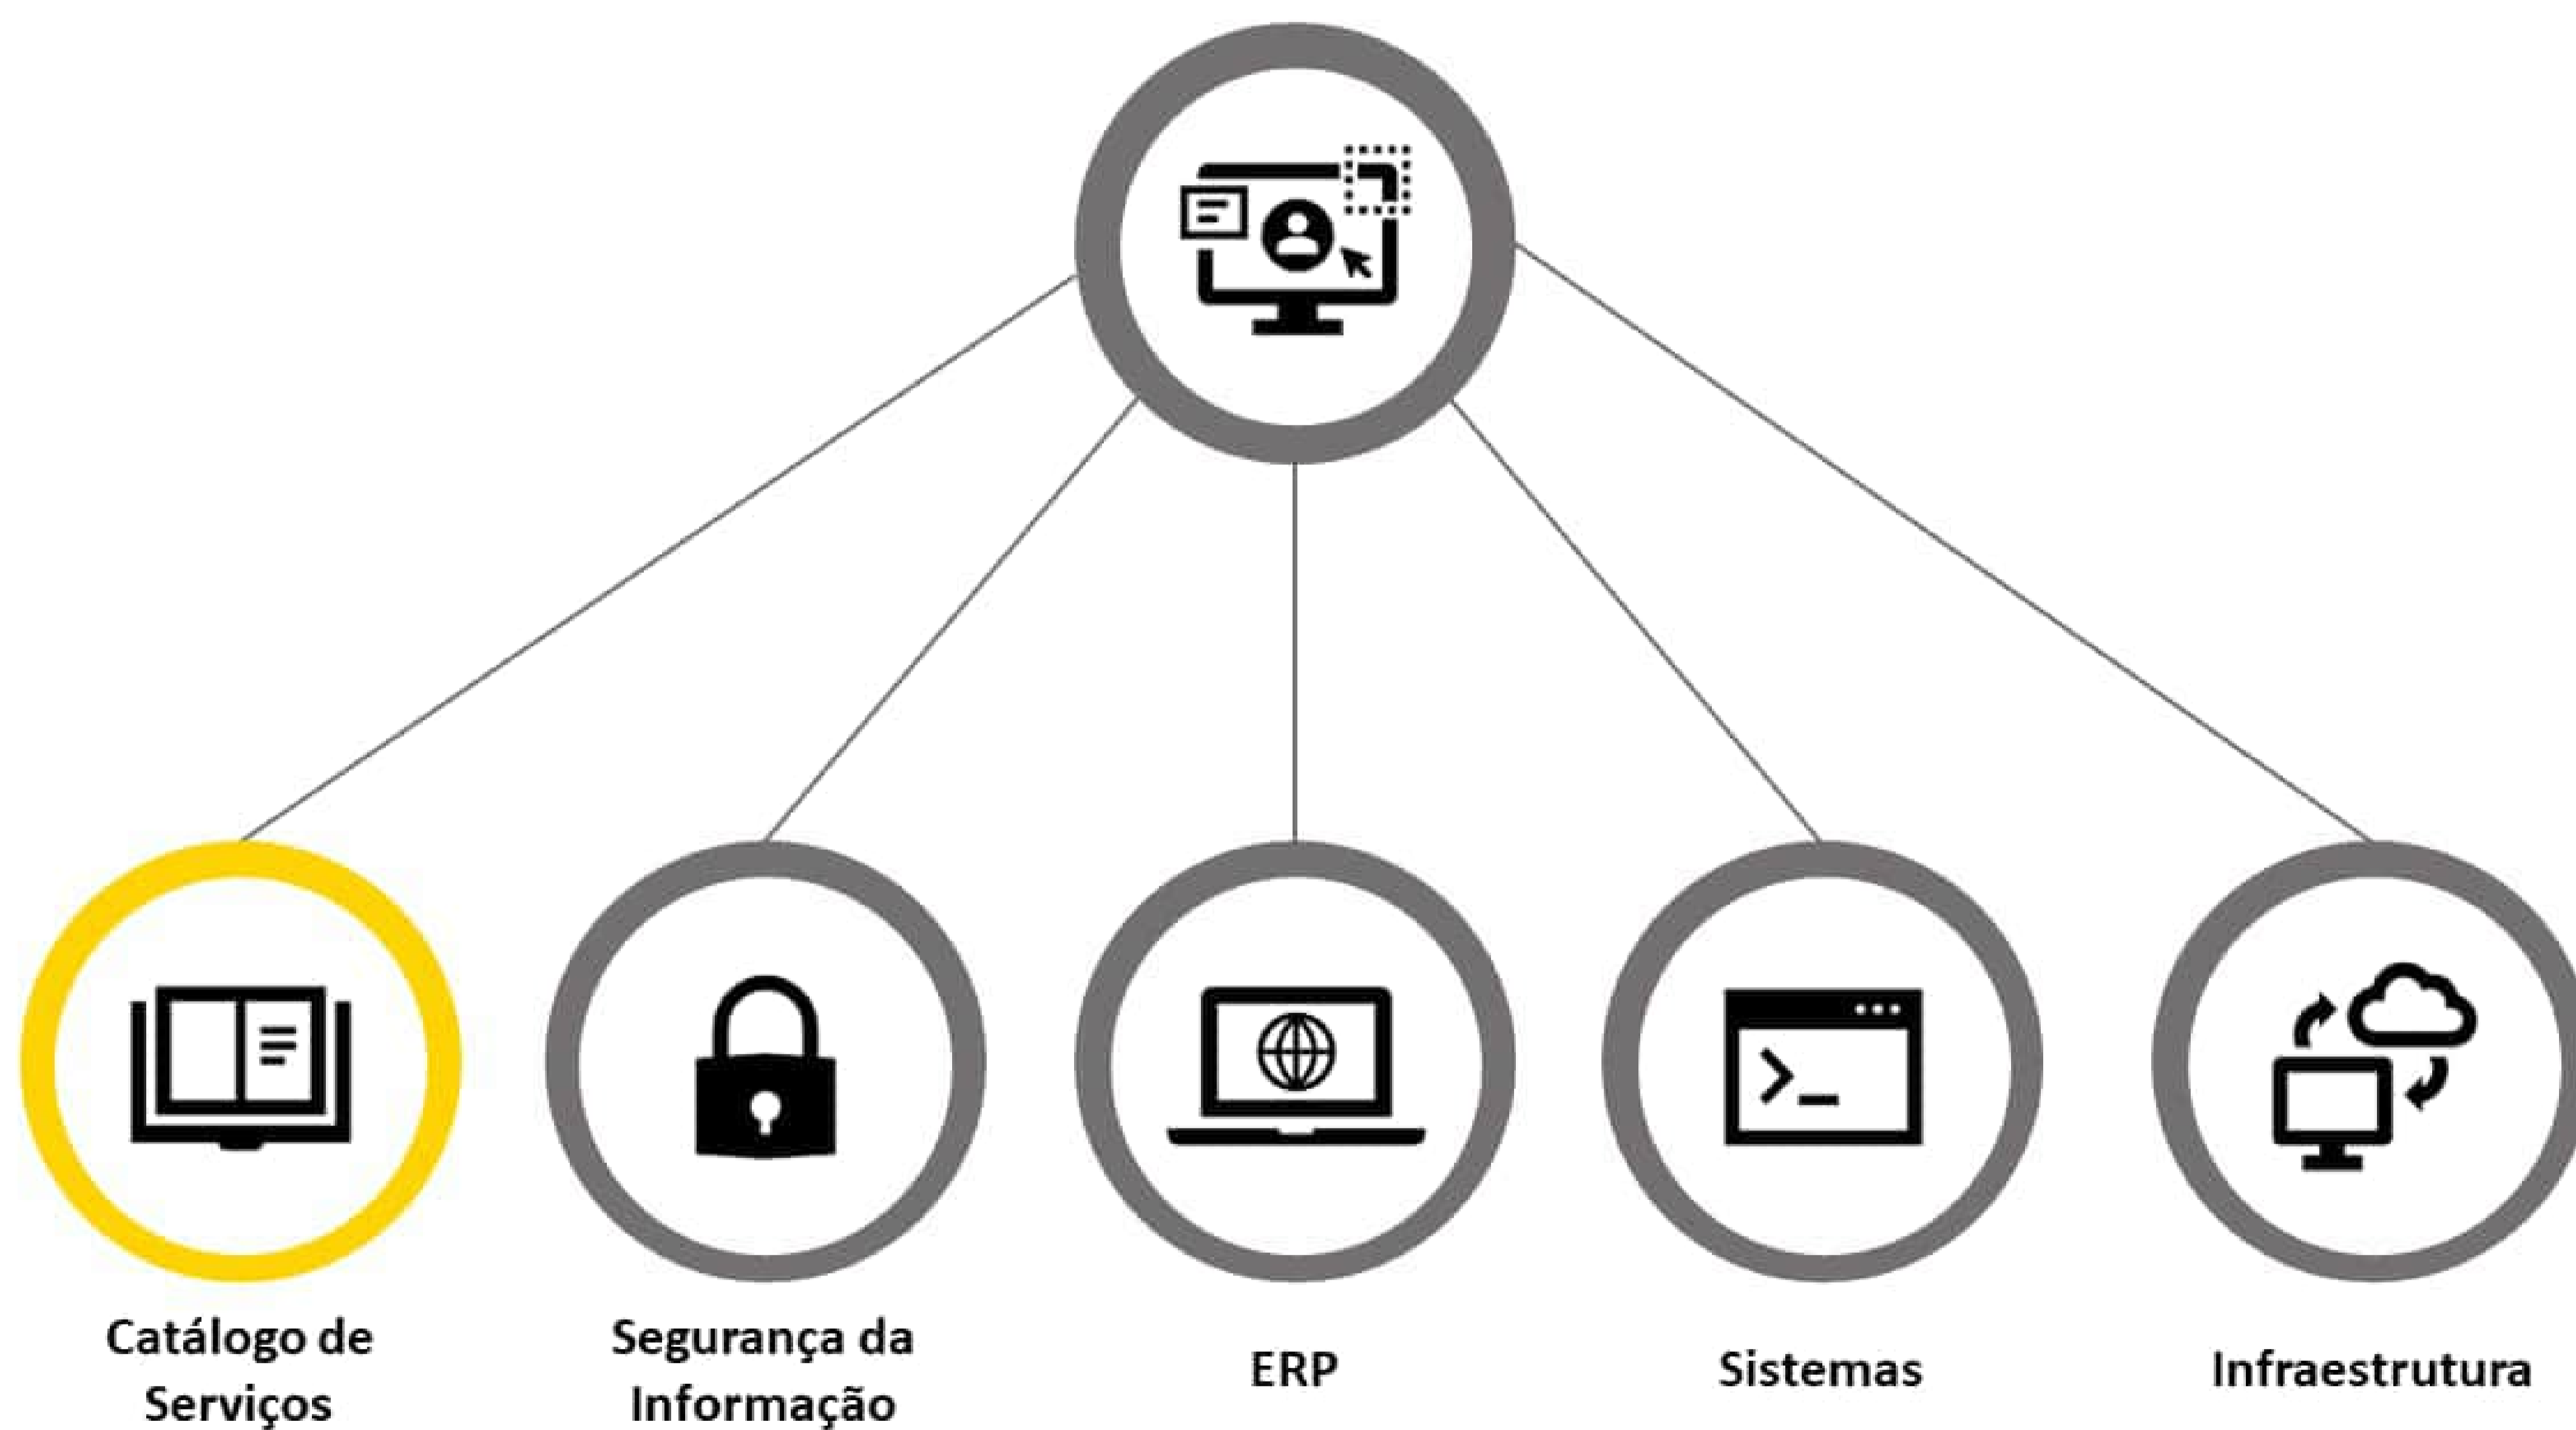 Catálogo de
Serviços
Segurança da
Informação
ERP
Sistemas
Infraestrutura